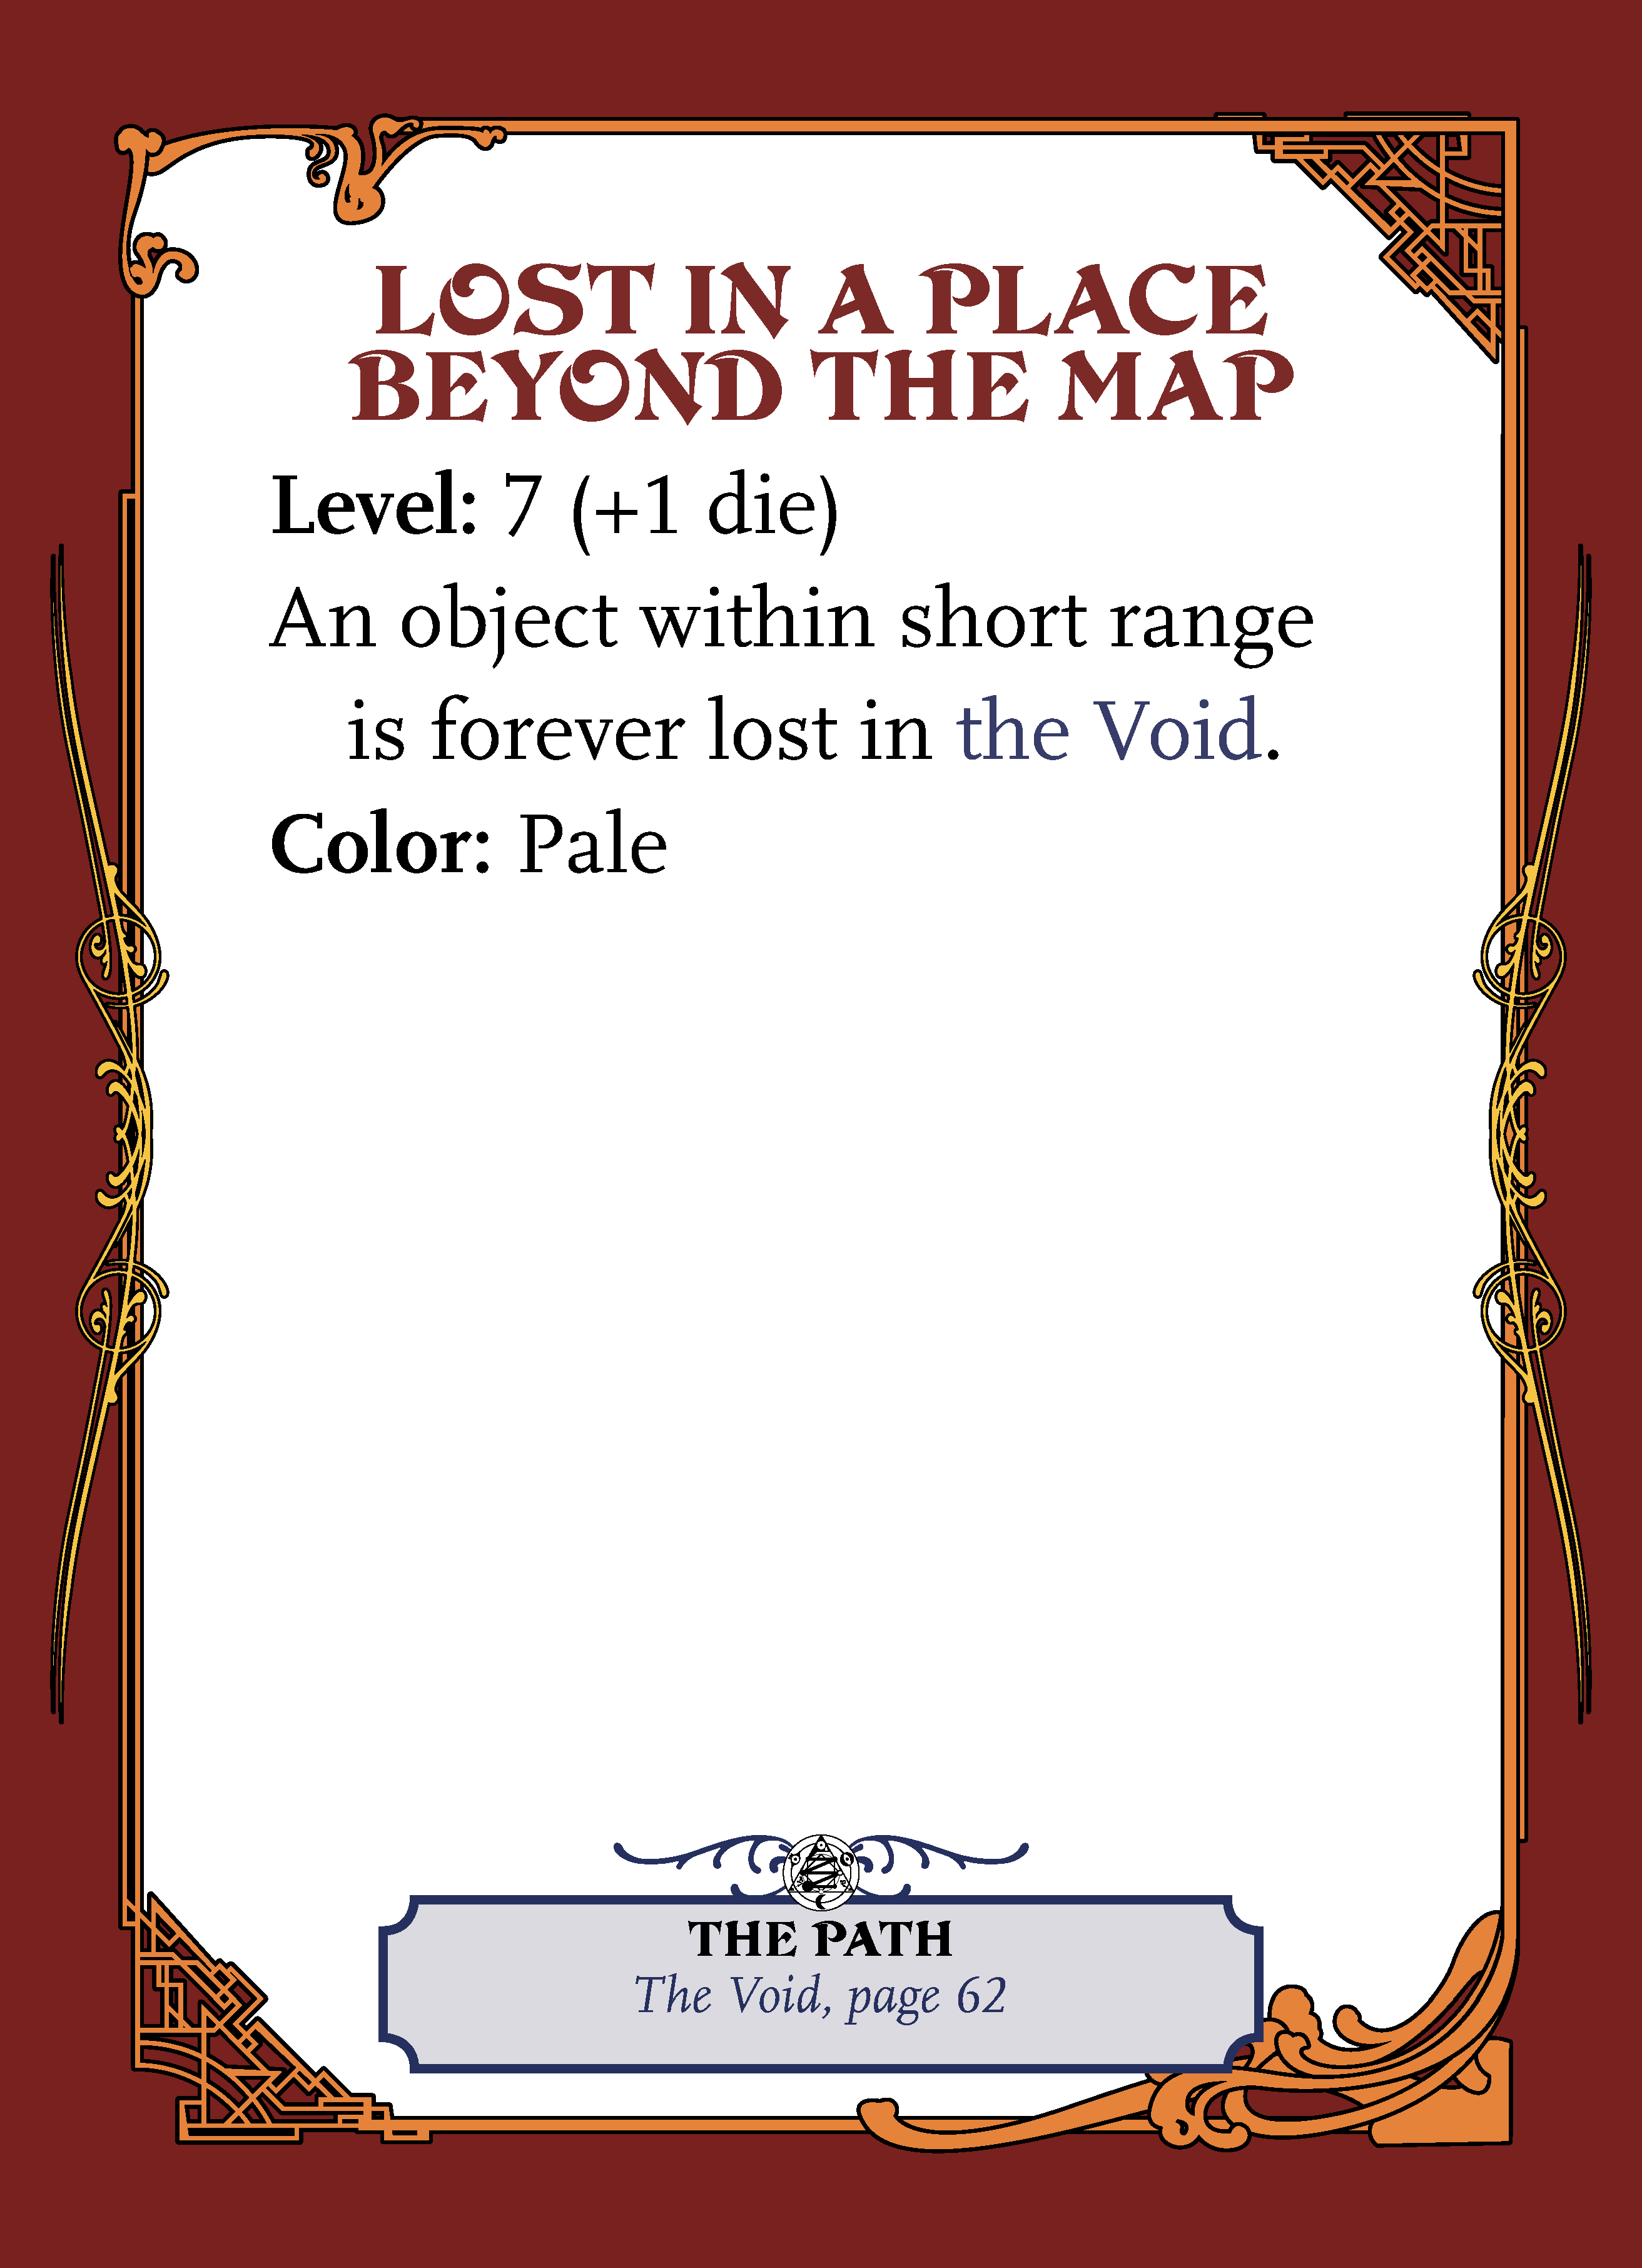 LOST IN A PLACE
BEYOND THE MAP
Level: 7 (+1 die)
An object within short range
is forever lost in the Void.
Color: Pale
THE PATH
The Void, page 62